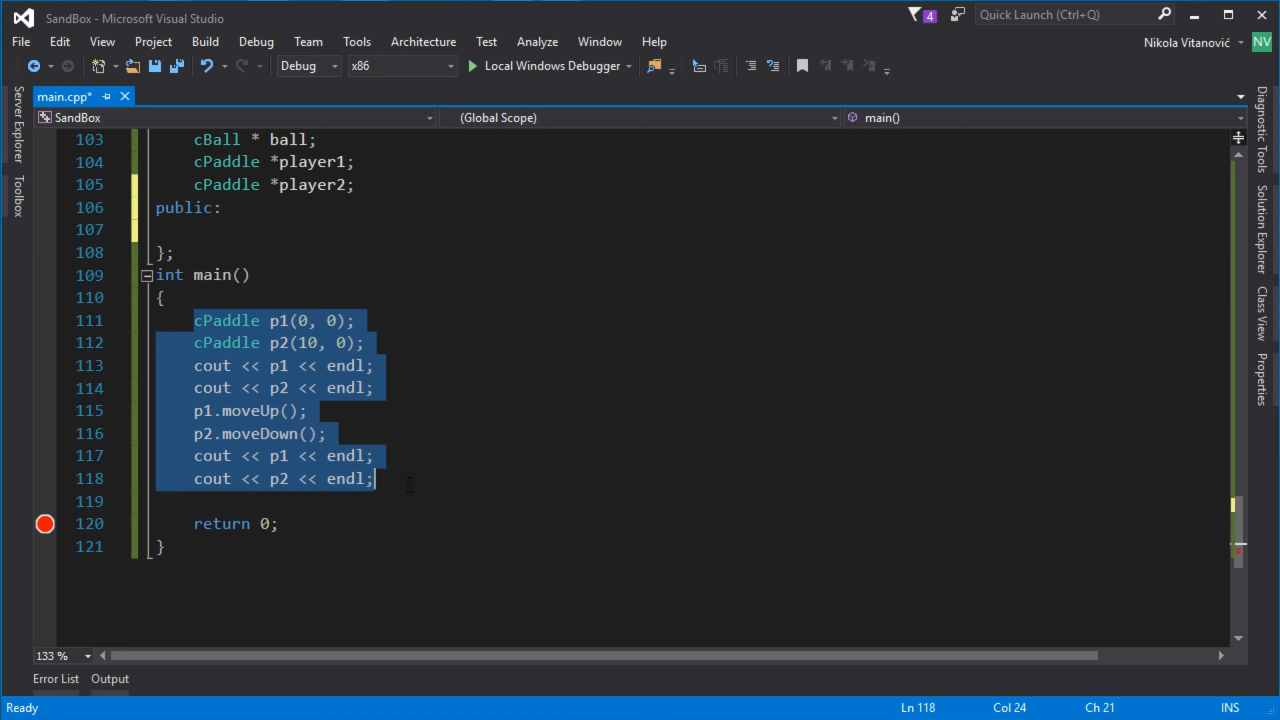 SandBox - Microsoft Visual Studio
4
Quick Launch (Ctrl+Q)
File Edit View Project Build Debug Team Tools Architecture Test Analyze Window Help
Nikola Vitanović NV
Debug x86 Local Windows Debugger
main.cpp*
SandBox (Global Scope) main()
Server Explorer
Toolbox
103 cBall * ball;
104 cPaddle *player1;
105 cPaddle *player2;
106 public:
107
108 };
109 int main()
110 {
111 cPaddle p1(0, 0);
112 cPaddle p2(10, 0);
113 cout << p1 << endl;
114 cout << p2 << endl;
115 p1.moveUp();
116 p2.moveDown();
117 cout << p1 << endl;
118 cout << p2 << endl;
119
120 return 0;
121 }
Diagnostic Tools
Solution Explorer
Class View
Properties
133 %
Error List Output
Ready Ln 118 Col 24 Ch 21 INS